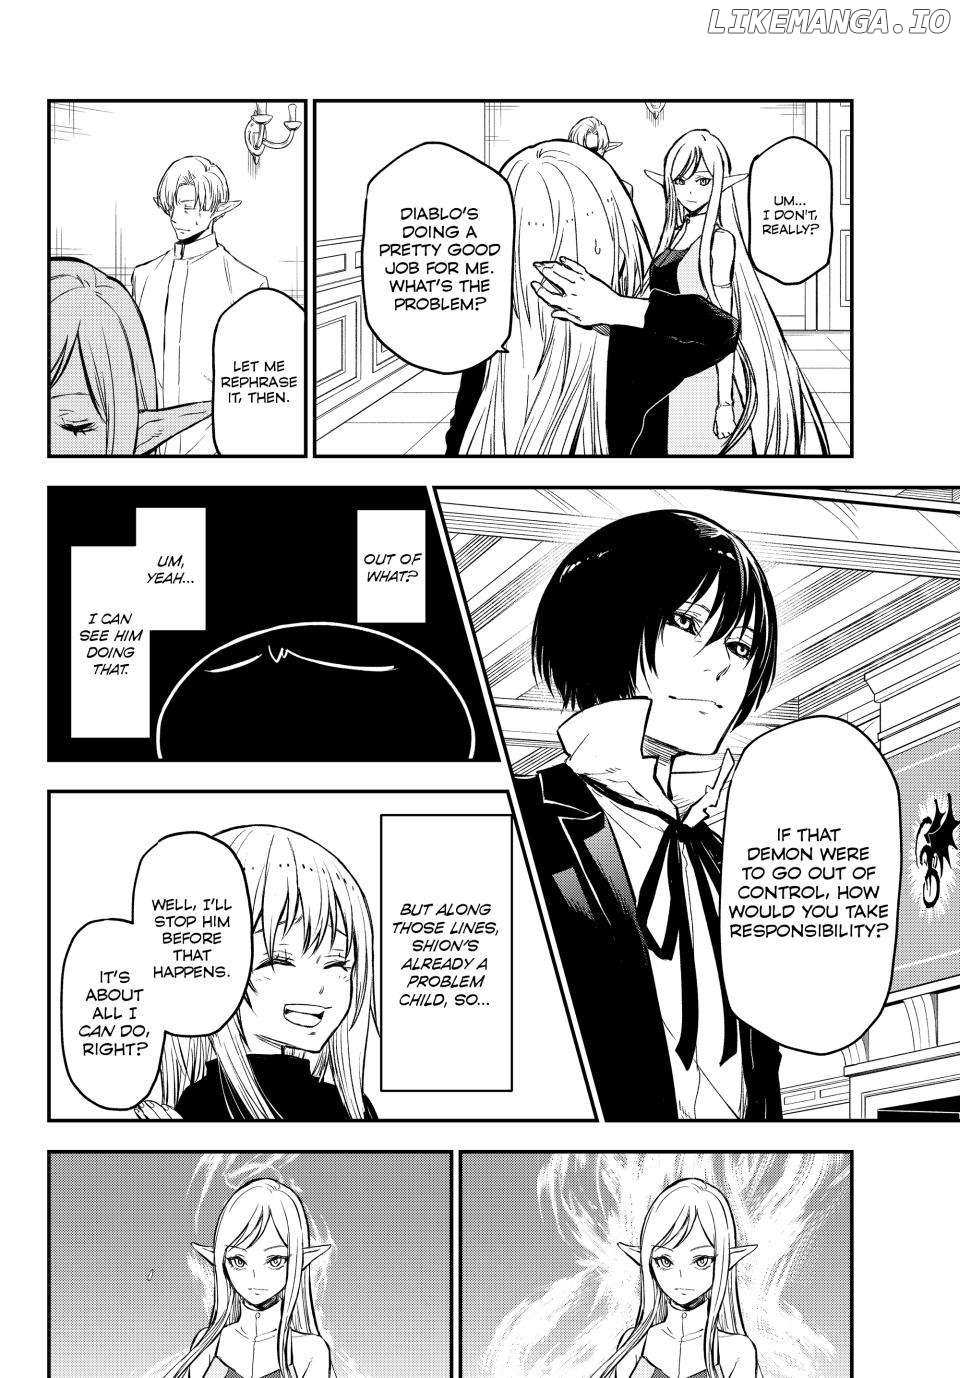 LIKEMANGA.IO
UM...
I DON'T,
REALLY?
DIABLO'S
DOING A
PRETTY GOOD
JOB FOR ME.
WHAT'S THE
PROBLEM?
LET ME
REPHRASE
IT, THEN.
IF THAT
DEMON WERE
TO GO OUT OF
CONTROL, HOW
WOULD YOU TAKE
RESPONSIBILITY?
OUT OF
WHAT?
UM,
YEAH...
I CAN
SEE HIM
DOING
THAT.
BUT ALONG
THOSE LINES,
SHION'S
ALREADY A
PROBLEM
CHILD, SO...
WELL, I'LL
STOP HIM
BEFORE
THAT
HAPPENS.
IT'S
ABOUT
ALL I
CAN DO,
RIGHT?